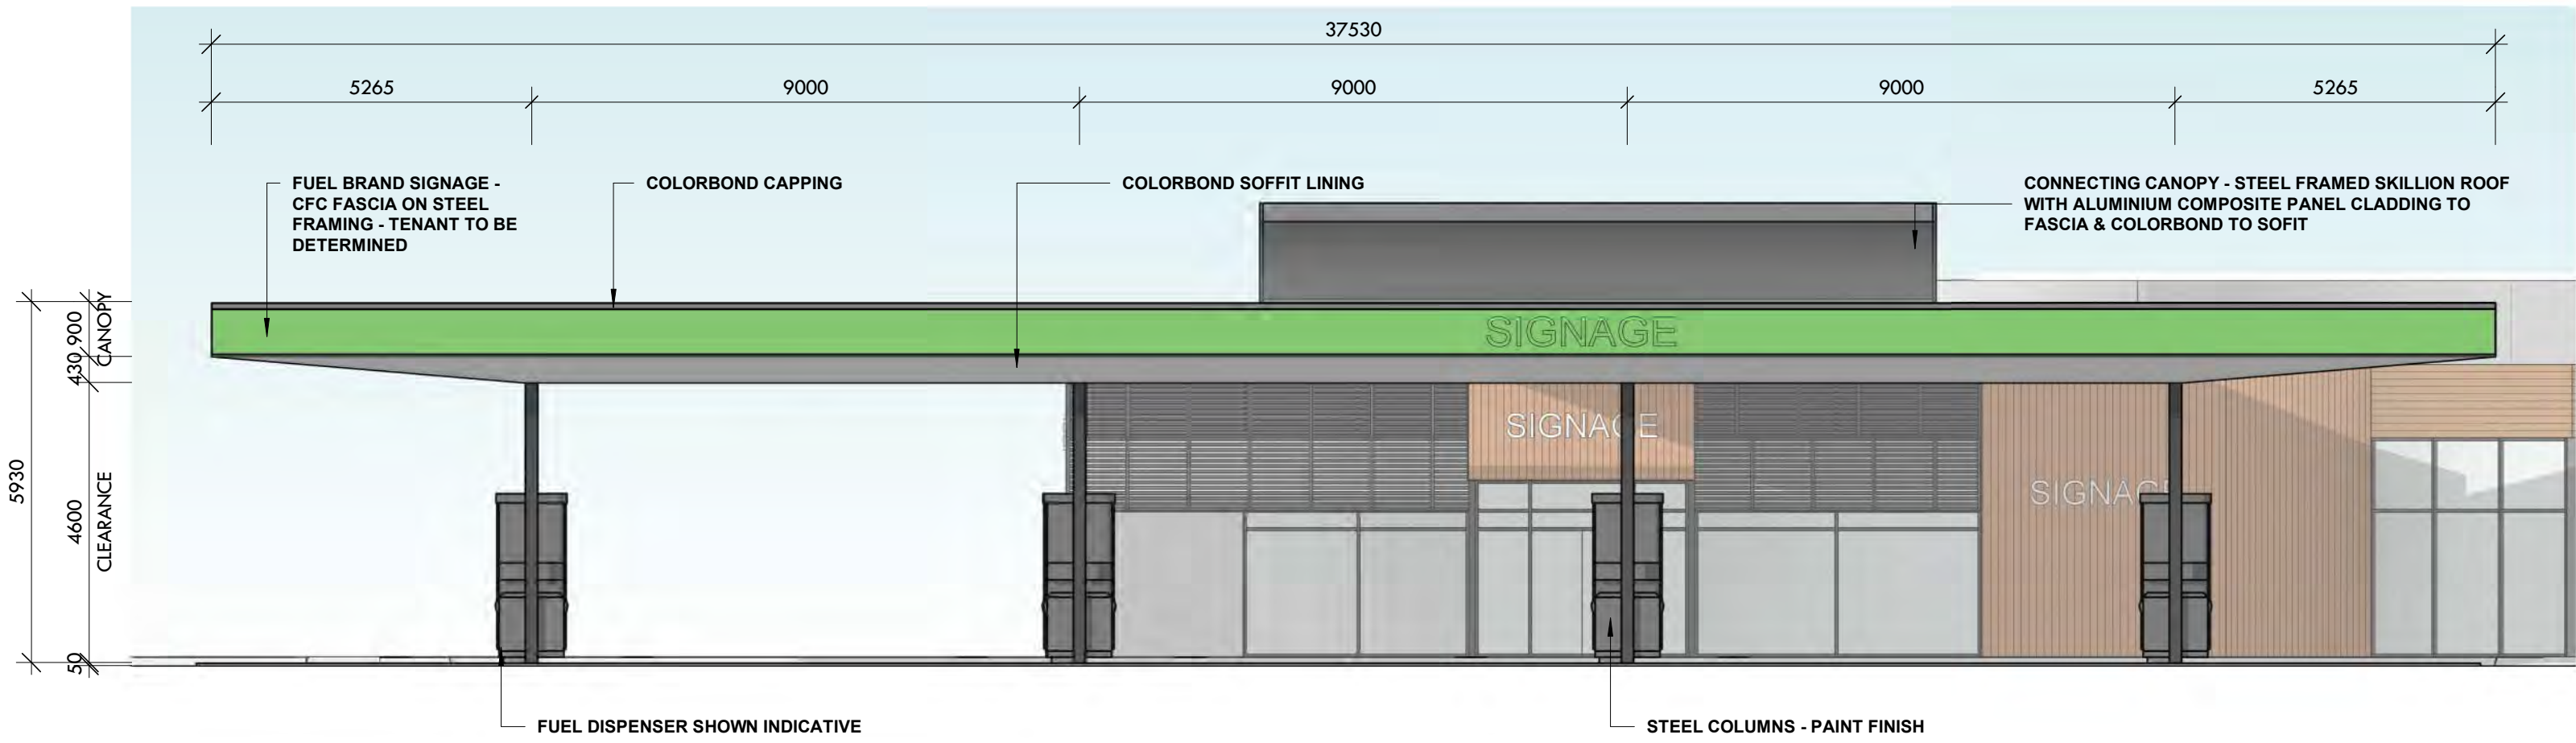 37530
5265
9000
9000
9000
5265
FUEL BRAND SIGNAGE -
CFC FASCIA ON STEEL
FRAMING - TENANT TO BE
DETERMINED
COLORBOND CAPPING
COLORBOND SOFFIT LINING
CONNECTING CANOPY - STEEL FRAMED SKILLION ROOF
WITH ALUMINIUM COMPOSITE PANEL CLADDING TO
FASCIA & COLORBOND TO SOFIT
900
CANOPY
430
SIGNAGE
SIGNAGE
SIGNAG
5930
4600
CLEARANCE
50
FUEL DISPENSER SHOWN INDICATIVE
STEEL COLUMNS - PAINT FINISH